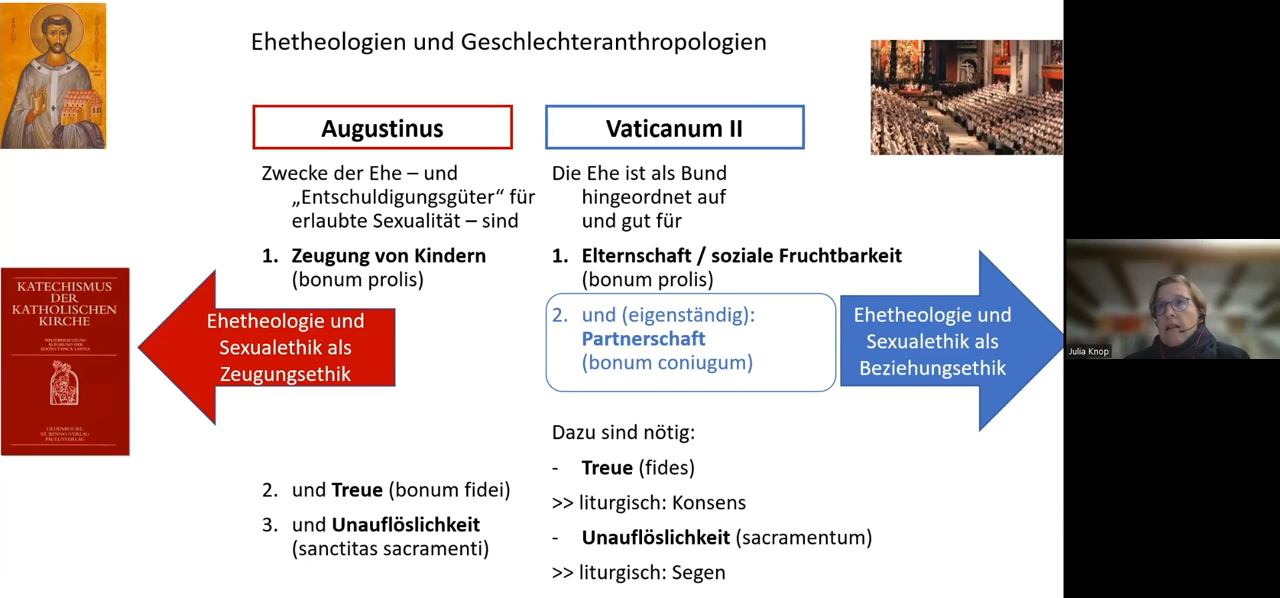 Ehetheologien und Geschlechteranthropologien
Augustinus
Zwecke der Ehe – und
„Entschuldigungsgüter“ für
erlaubte Sexualität – sind
1. Zeugung von Kindern
(bonum prolis)
Ehetheologie und
Sexualethik als
Zeugungsethik
2. und Treue (bonum fidei)
3. und Unauflöslichkeit
(sanctitas sacramenti)
Vaticanum II
Die Ehe ist als Bund
hingeordnet auf
und gut für
1. Elternschaft / soziale Fruchtbarkeit
(bonum prolis)
2. und (eigenständig):
Partnerschaft
(bonum coniugum)
Ehetheologie und
Sexualethik als
Beziehungsethik
Dazu sind nötig:
- Treue (fides)
>> liturgisch: Konsens
- Unauflöslichkeit (sacramentum)
>> liturgisch: Segen
KATECHISMUS
DER
KATHOLISCHEN
KIRCHE
Julia Knop